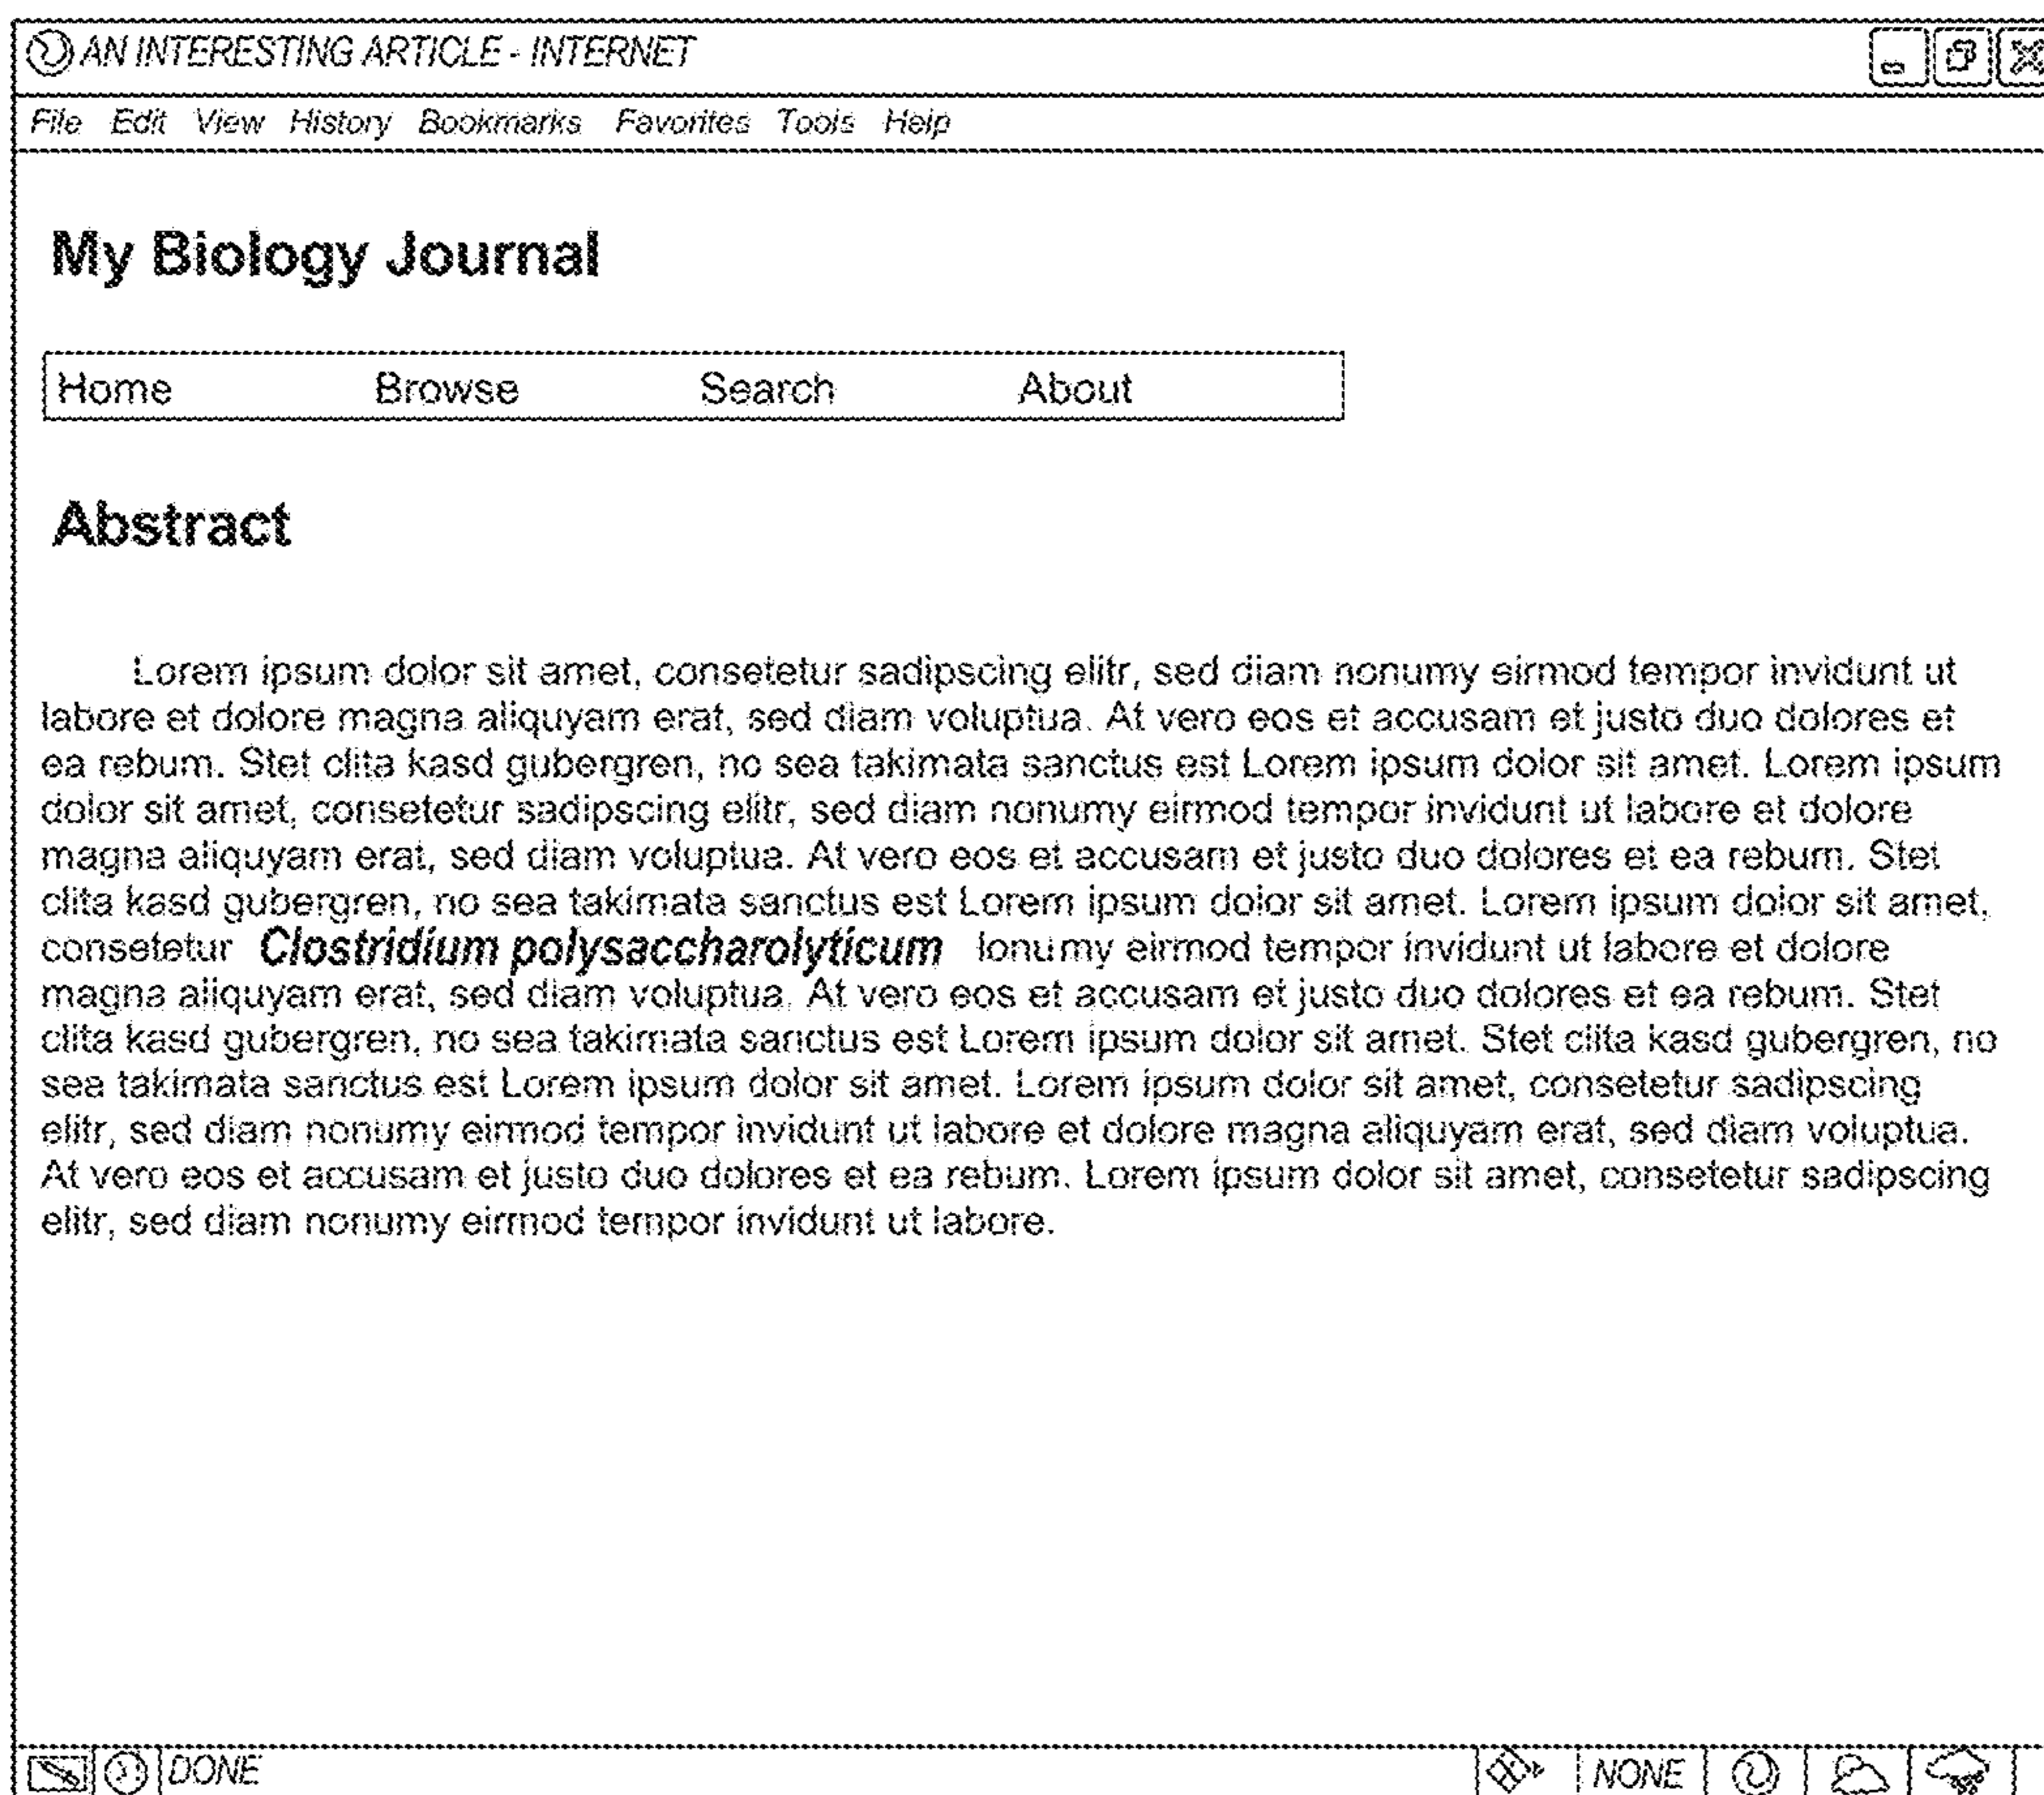 AN INTERESTING ARTICLE - INTERNET
File Edit View History Bookmarks Favorites Tools Help
My Biology Journal
Home Browse Search About
Abstract
Lorem ipsum dolor sit amet, consetetur sadipscing elitr, sed diam nonumy eirmod tempor invidunt ut
labore et dolore magna aliquyam erat, sed diam voluptua. At vero eos et accusam et justo duo dolores et
ea rebum. Stet clita kasd gubergren, no sea takimata sanctus est Lorem ipsum dolor sit amet. Lorem ipsum
dolor sit amet, consetetur sadipscing elitr, sed diam nonumy eirmod tempor invidunt ut labore et dolore
magna aliquyam erat, sed diam voluptua. At vero eos et accusam et justo duo dolores et ea rebum. Stet
clita kasd gubergren, no sea takimata sanctus est Lorem ipsum dolor sit amet. Lorem ipsum dolor sit amet,
consetetur Clostridium polysaccharolyticum lonumy eirmod tempor invidunt ut labore et dolore
magna aliquyam erat, sed diam voluptua. At vero eos et accusam et justo duo dolores et ea rebum. Stet
clita kasd gubergren, no sea takimata sanctus est Lorem ipsum dolor sit amet. Stet clita kasd gubergren, no
sea takimata sanctus est Lorem ipsum dolor sit amet. Lorem ipsum dolor sit amet, consetetur sadipscing
elitr, sed diam nonumy eirmod tempor invidunt ut labore et dolore magna aliquyam erat, sed diam voluptua.
At vero eos et accusam et justo duo dolores et ea rebum. Lorem ipsum dolor sit amet, consetetur sadipscing
elitr, sed diam nonumy eirmod tempor invidunt ut labore.
DONE NONE